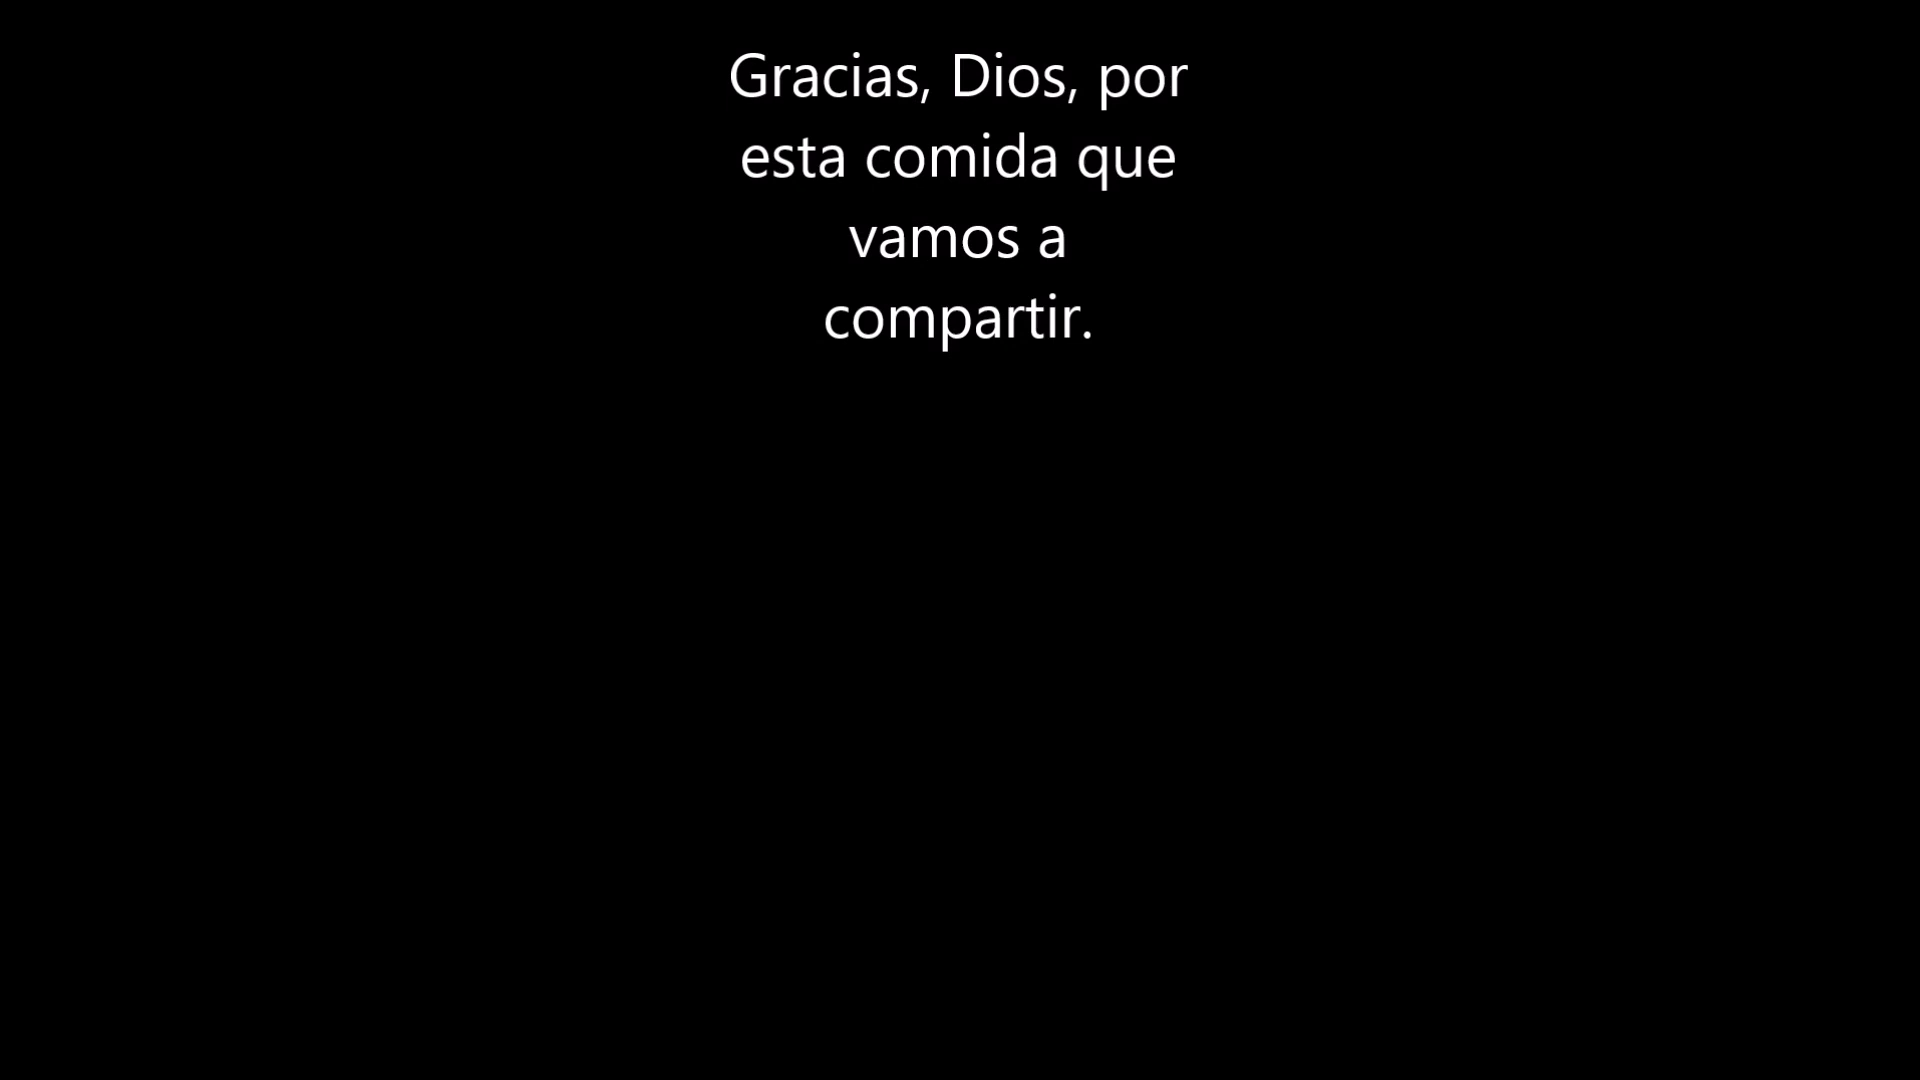 Gracias, Dios, por
esta comida que
vamos a
compartir.